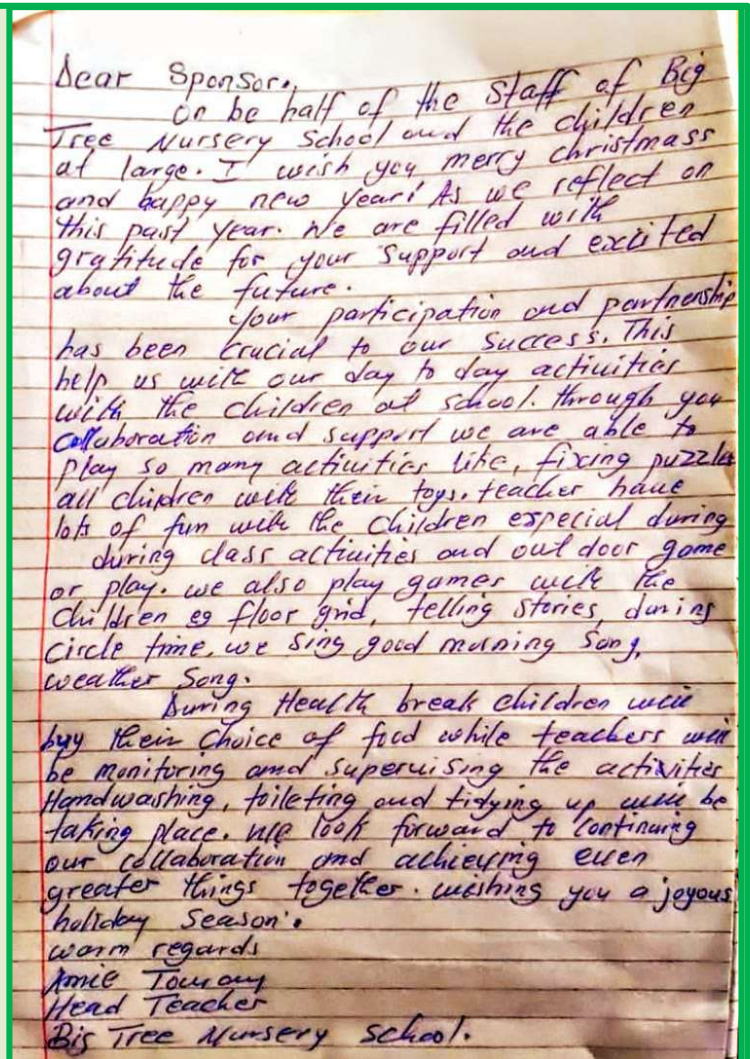 Dear Sponsor.
On be half of the Staff of Big
Tree Nursery School and the children
at large. I wish you merry christmass
and happy new year! As we reflect on
this past year. We are filled with
gratitude for your support and excited
about the future.
Your participation and partnership
has been crucial to our Success. This
help us with our day to day activities
with the children at school. through you
collaboration and support we are able to
play so many activities like, fixing puzzles
all children with their toys. teacher have
lots of fun with the children especial during
during class activities and out door game
or play. we also play games with the
children eg floor grid, telling stories, during
circle time, we sing good morning Song,
weather Song.
During Health break children will
buy their choice of food while teachers will
be monitoring and supervising the activities
Handwashing, toileting and tidying up will be
taking place. We look forward to continuing
our collaboration and achieving even
greater things together. wishing you a joyous
holiday season.
warm regards
Amie Touray
Head Teacher
Big Tree Nursery School.